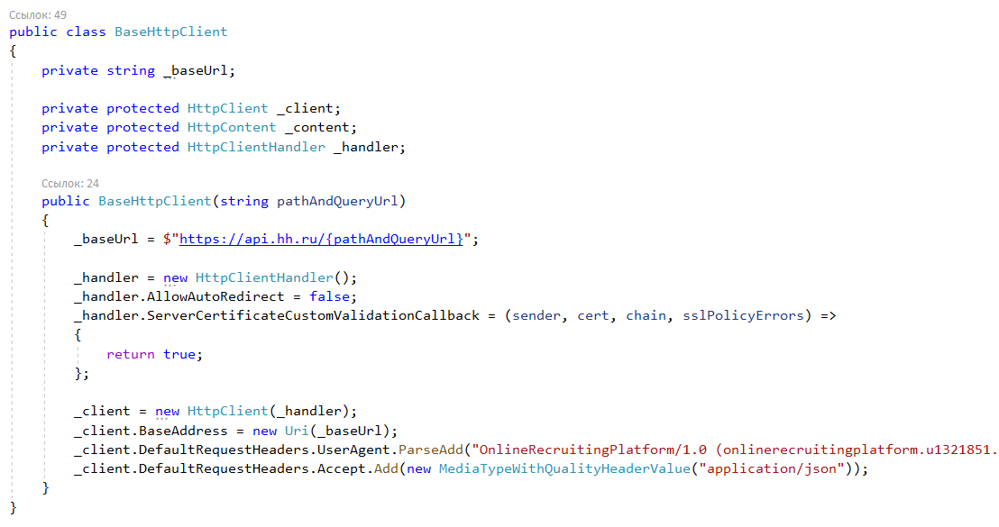 Ссылок: 49
public class BaseHttpClient
{
private string _baseUrl;
private protected HttpClient _client;
private protected HttpContent _content;
private protected HttpClientHandler _handler;
Ссылок: 24
public BaseHttpClient(string pathAndQueryUrl)
{
_baseUrl = $"https://api.hh.ru/{pathAndQueryUrl}";
_handler = new HttpClientHandler();
_handler.AllowAutoRedirect = false;
_handler.ServerCertificateCustomValidationCallback = (sender, cert, chain, sslPolicyErrors) =>
{
return true;
};
_client = new HttpClient(_handler);
_client.BaseAddress = new Uri(_baseUrl);
_client.DefaultRequestHeaders.UserAgent.ParseAdd("OnlineRecruitingPlatform/1.0 (onlinerecruitingplatform.u1321851.
_client.DefaultRequestHeaders.Accept.Add(new MediaTypeWithQualityHeaderValue("application/json"));
}
}